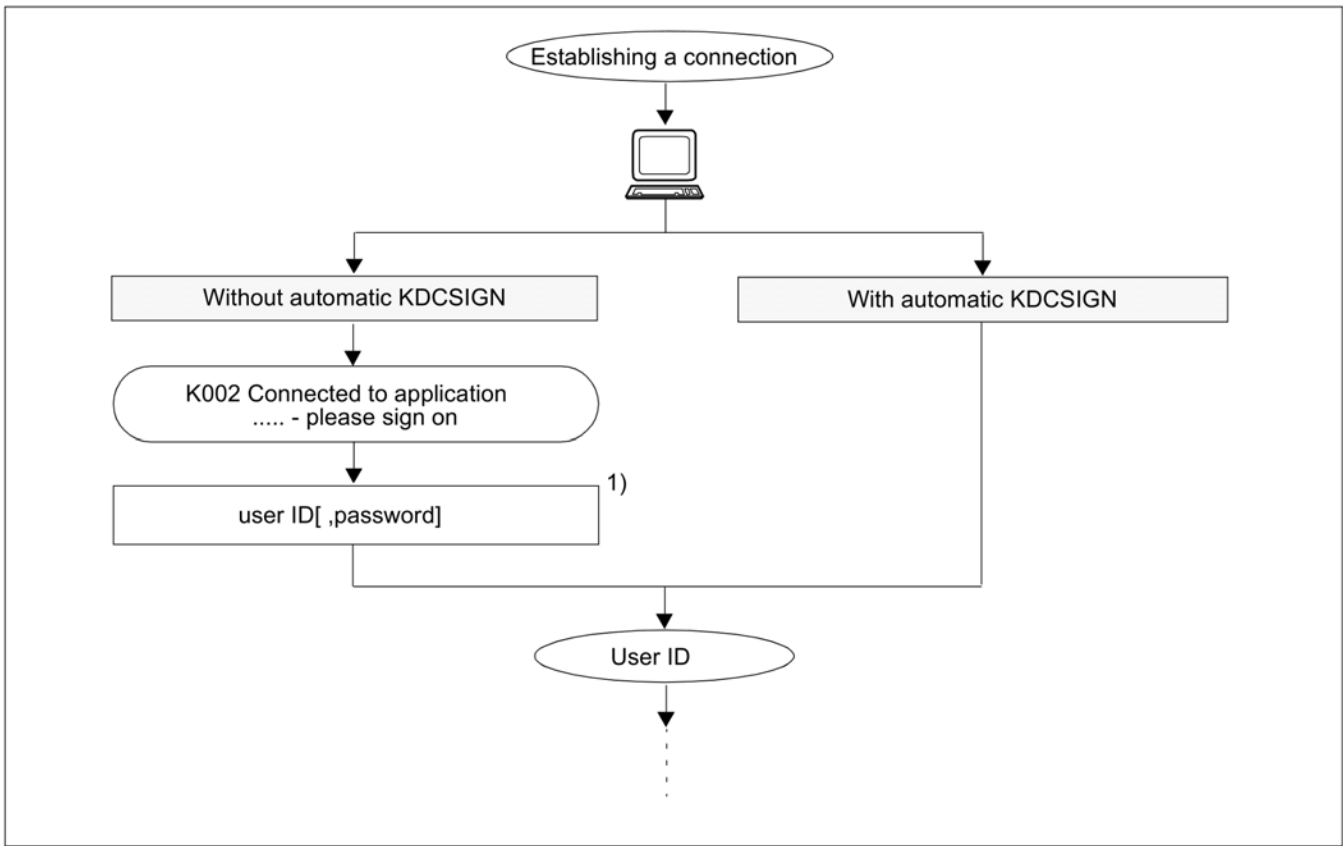 Establishing a connection
Without automatic KDCSIGN
With automatic KDCSIGN
K002 Connected to application
..... - please sign on
1)
user ID[ ,password]
User ID